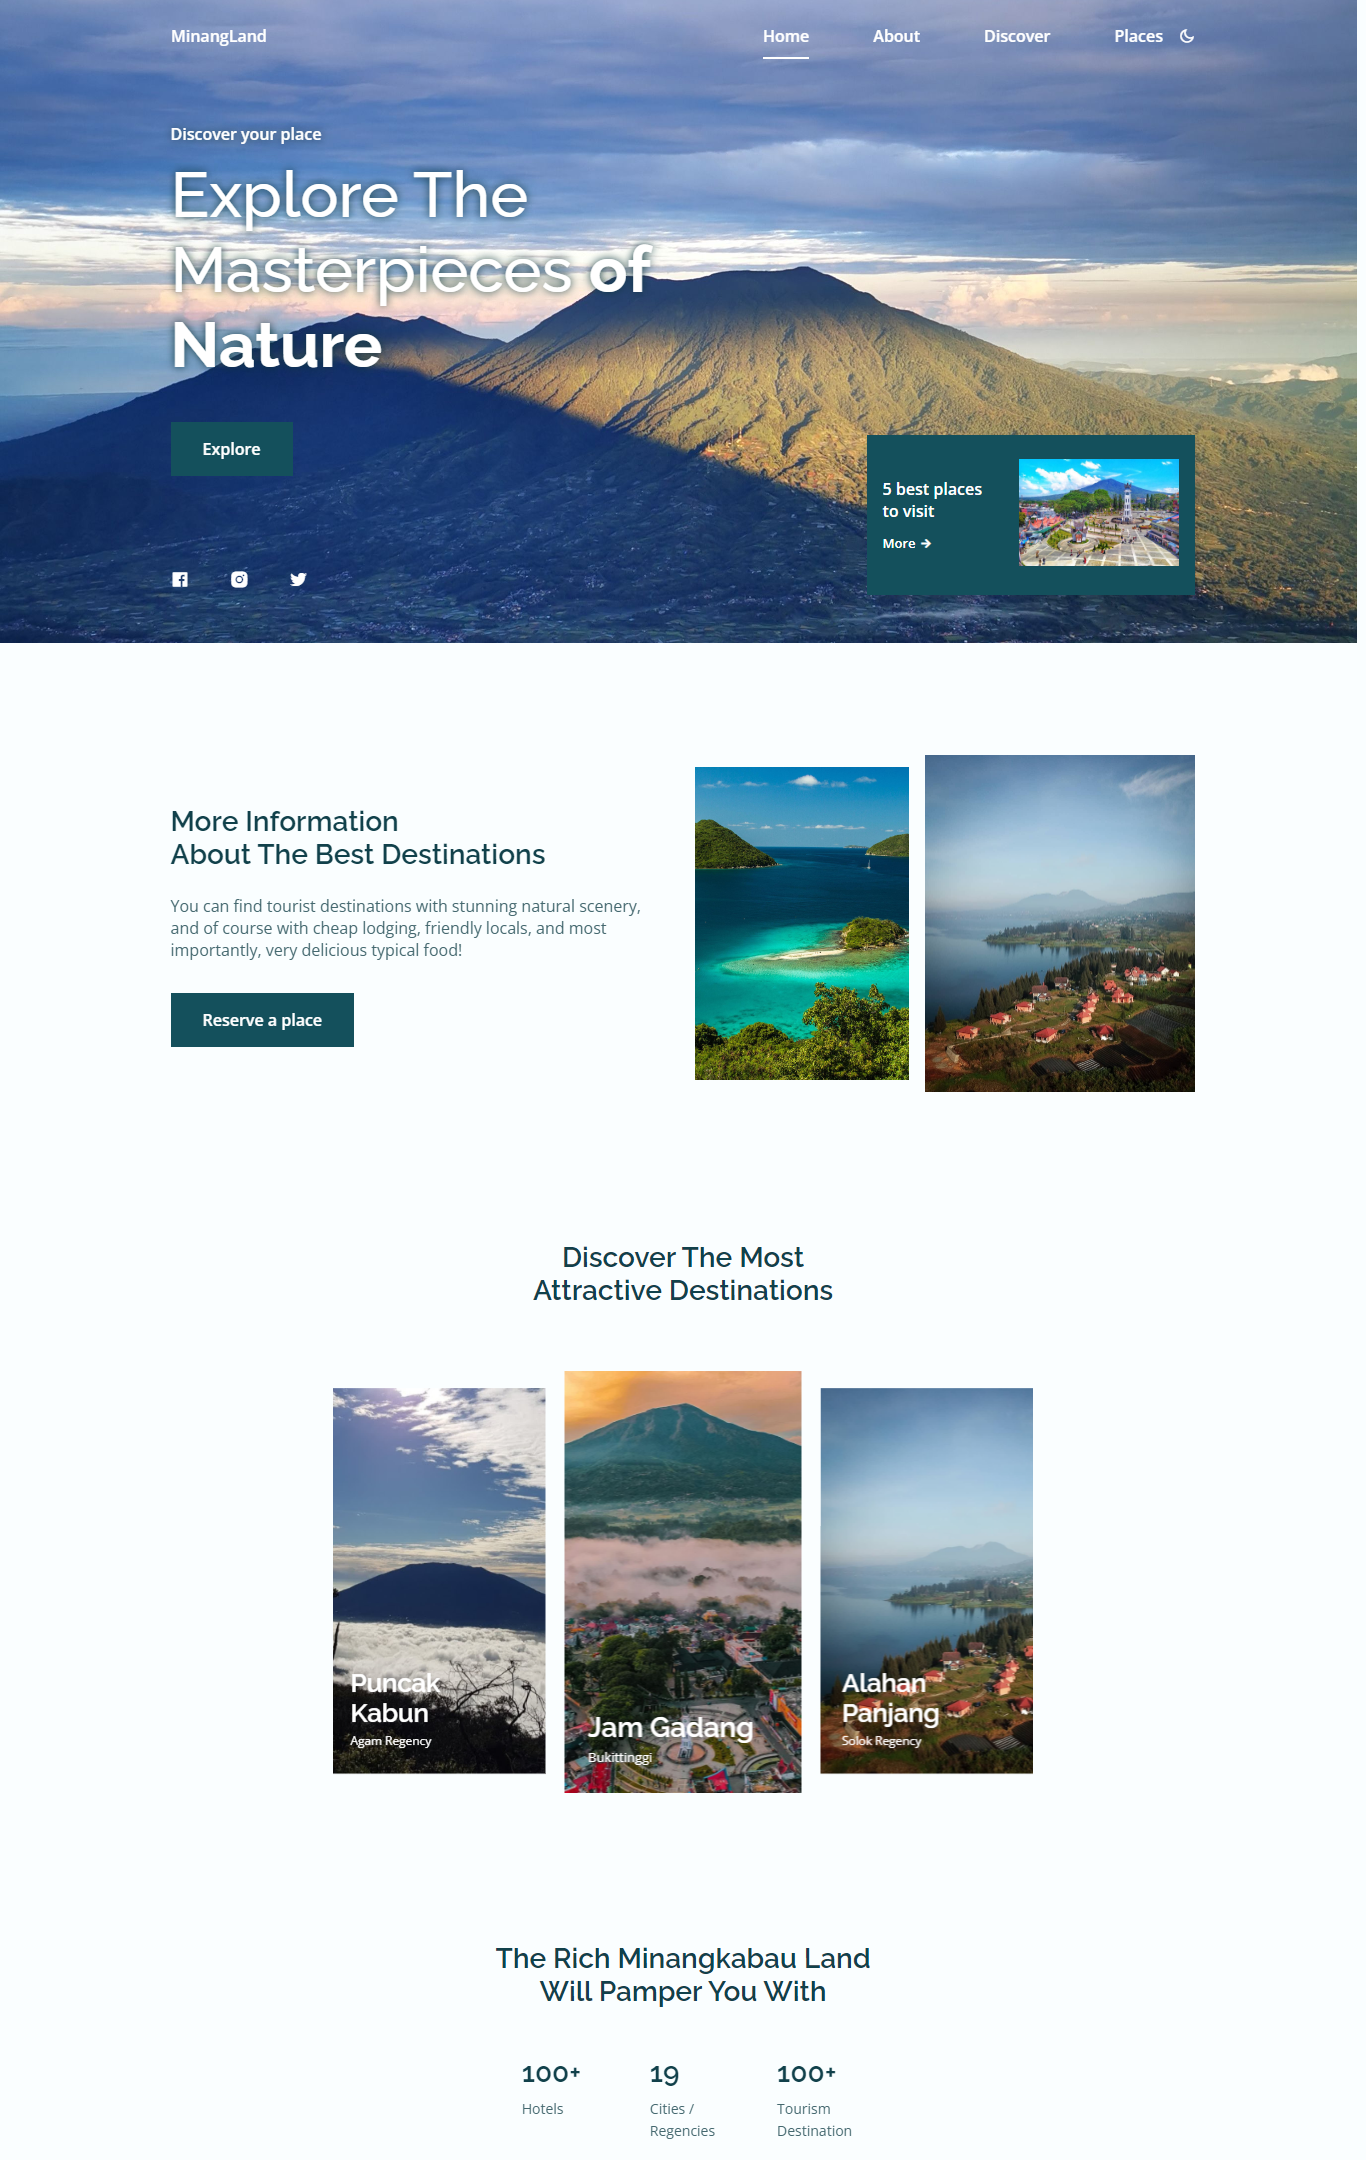 MinangLand
Home
About
Discover
Places
Discover your place
Explore The
Masterpieces of
Nature
Explore
5 best places
to visit
More
More Information
About The Best Destinations
You can find tourist destinations with stunning natural scenery,
and of course with cheap lodging, friendly locals, and most
importantly, very delicious typical food!
Reserve a place
Discover The Most
Attractive Destinations
Puncak
Kabun
Agam Regency
Jam Gadang
Bukittinggi
Alahan
Panjang
Solok Regency
The Rich Minangkabau Land
Will Pamper You With
100+
Hotels
19
Cities /
Regencies
100+
Tourism
Destination